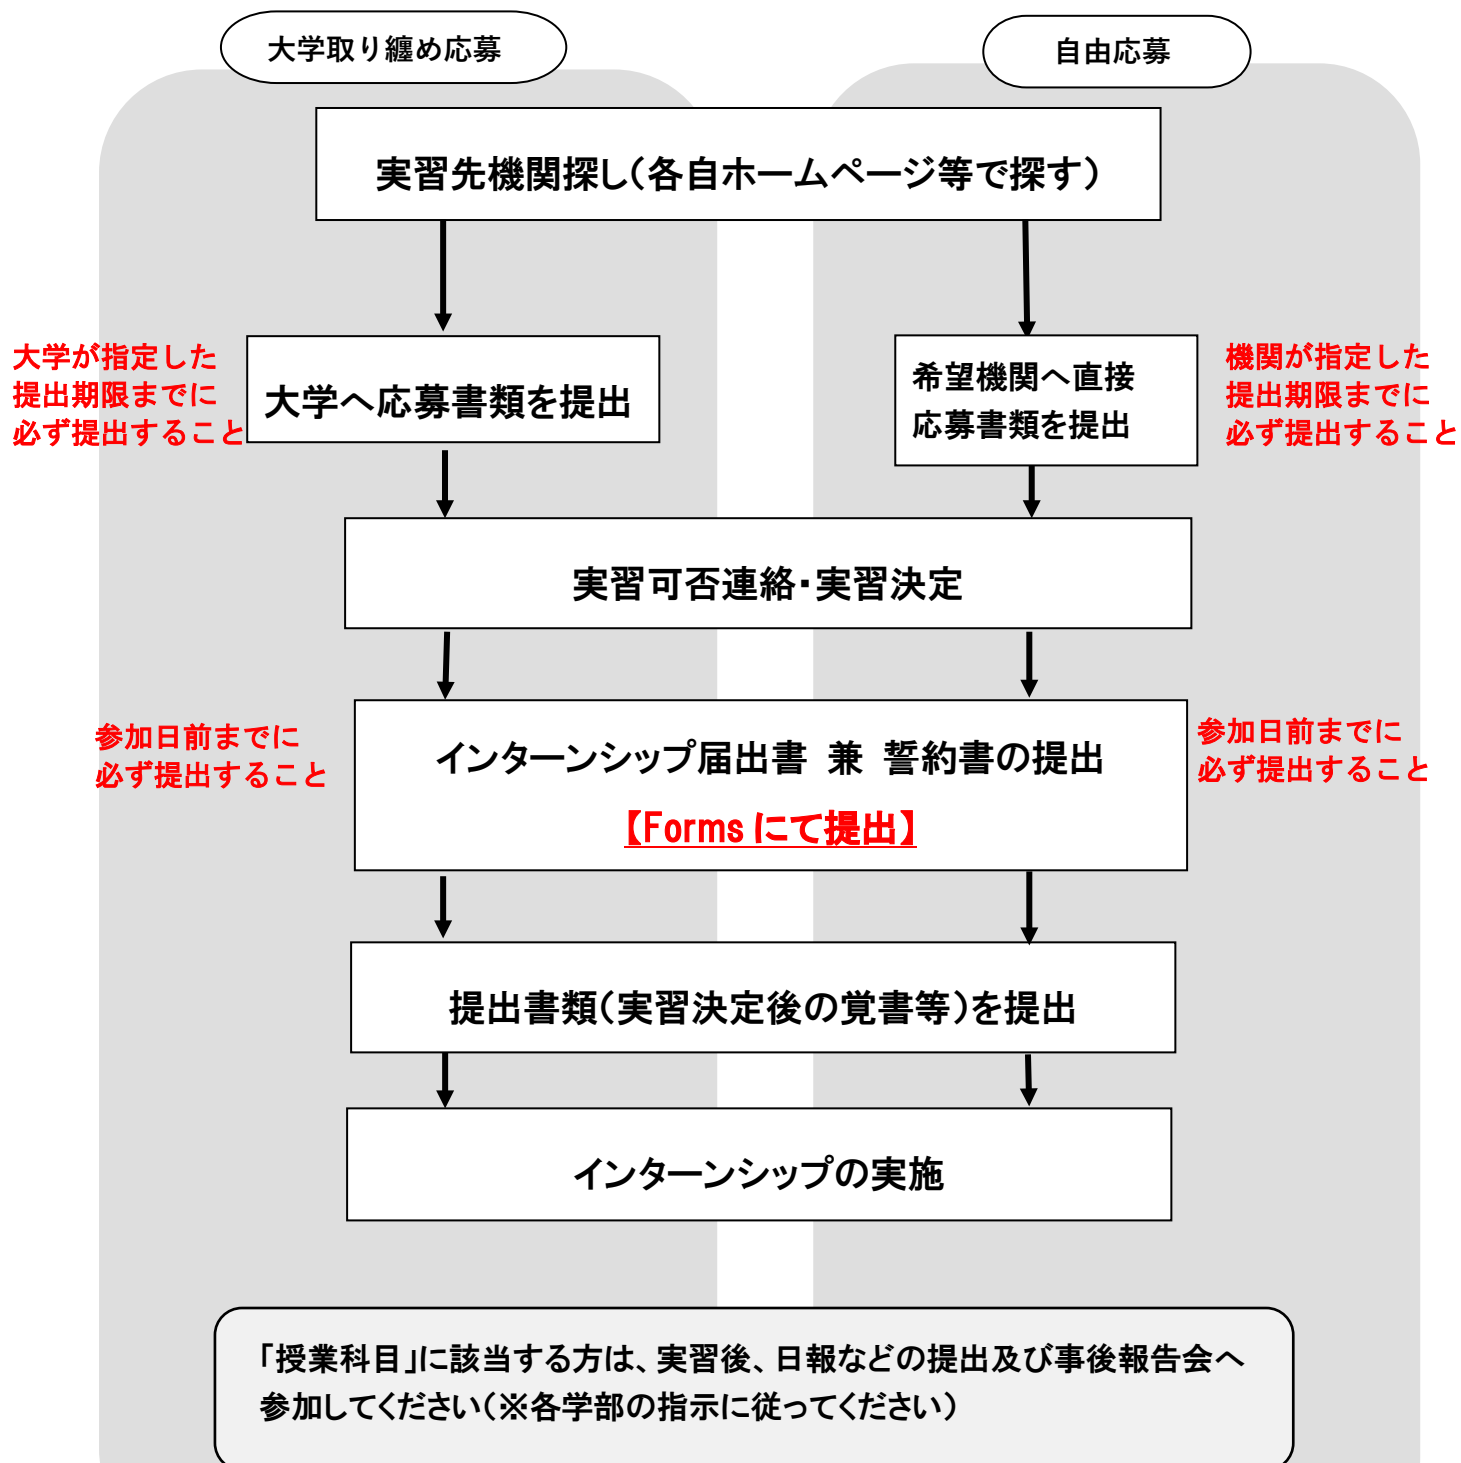 大学取り纏め応募
自由応募
実習先機関探し（各自ホームページ等で探す）
大学が指定した
提出期限までに
必ず提出すること
大学へ応募書類を提出
希望機関へ直接
応募書類を提出
機関が指定した
提出期限までに
必ず提出すること
実習可否連絡・実習決定
参加日前までに
必ず提出すること
インターンシップ届出書 兼 誓約書の提出
【Forms にて提出】
参加日前までに
必ず提出すること
提出書類（実習決定後の覚書等）を提出
インターンシップの実施
「授業科目」に該当する方は、実習後、日報などの提出及び事後報告会へ
参加してください（※各学部の指示に従ってください）